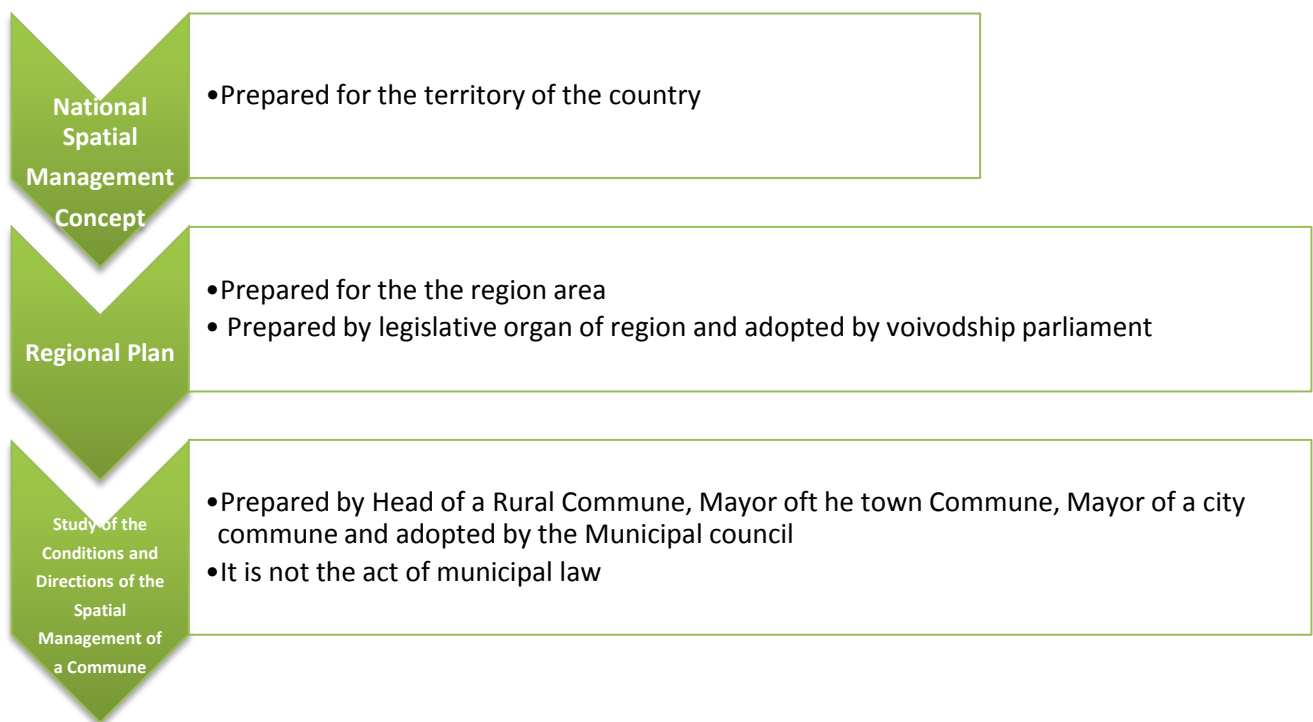 National
Spatial
Management
Concept
•Prepared for the territory of the country
Regional Plan
•Prepared for the the region area
• Prepared by legislative organ of region and adopted by voivodship parliament
Study of the
Conditions and
Directions of the
Spatial
Management of
a Commune
•Prepared by Head of a Rural Commune, Mayor oft he town Commune, Mayor of a city
commune and adopted by the Municipal council
•It is not the act of municipal law